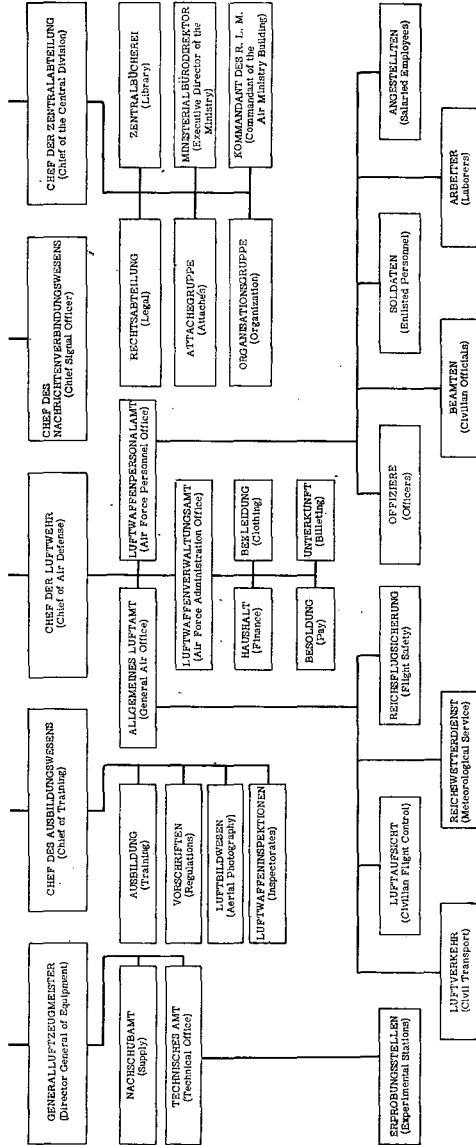 GENERALLUFTZEUGMEISTER
(Director General of Equipment)
CHEF DES AUSBILDUNGSWESENS
(Chief of Training)
CHEF DER LUFTWEHR
(Chief of Air Defense)
CHEF DES
NACHRICHTENVERBINDUNGSWESENS
(Chief Signal Officer)
CHEF DER ZENTRALABTEILUNG
(Chief of the Central Division)
NACHSCHUBAMT
(Supply)
TECHNISCHES AMT
(Technical Office)
AUSBILDUNG
(Training)
VORSCHRIFTEN
(Regulations)
LUFTBILDWESEN
(Aerial Photography)
LUFTWAFFENINSPEKTIONEN
(Inspectorates)
ALLGEMEINES LUFTAMT
(General Air Office)
LUFTWAFFENPERSONALAMT
(Air Force Personnel Office)
LUFTWAFFENVERWALTUNGSAMT
(Air Force Administration Office)
HAUSHALT
(Finance)
BEKLEIDUNG
(Clothing)
BESOLDUNG
(Pay)
UNTERKUNFT
(Billeting)
RECHTSABTEILUNG
(Legal)
ZENTRALBÜCHEREI
(Library)
ATTACHEGRUPPE
(Attachés)
MINISTERIALBÜRODIREKTOR
(Executive Director of the
Ministry)
ORGANISATIONSGRUPPE
(Organization)
KOMMANDANT DES R. L. M.
(Commandant of the
Air Ministry Building)
ERPROBUNGSSTELLEN
(Experimental Stations)
LUFTAUFSICHT
(Civilian Flight Control)
REICHSFLUGSICHERUNG
(Flight Safety)
OFFIZIERE
(Officers)
SOLDATEN
(Enlisted Personnel)
ANGESTELLTEN
(Salaried Employees)
LUFTVERKEHR
(Civil Transport)
REICHSWETTERDIENST
(Meteorological Service)
BEAMTEN
(Civilian Officials)
ARBEITER
(Laborers)